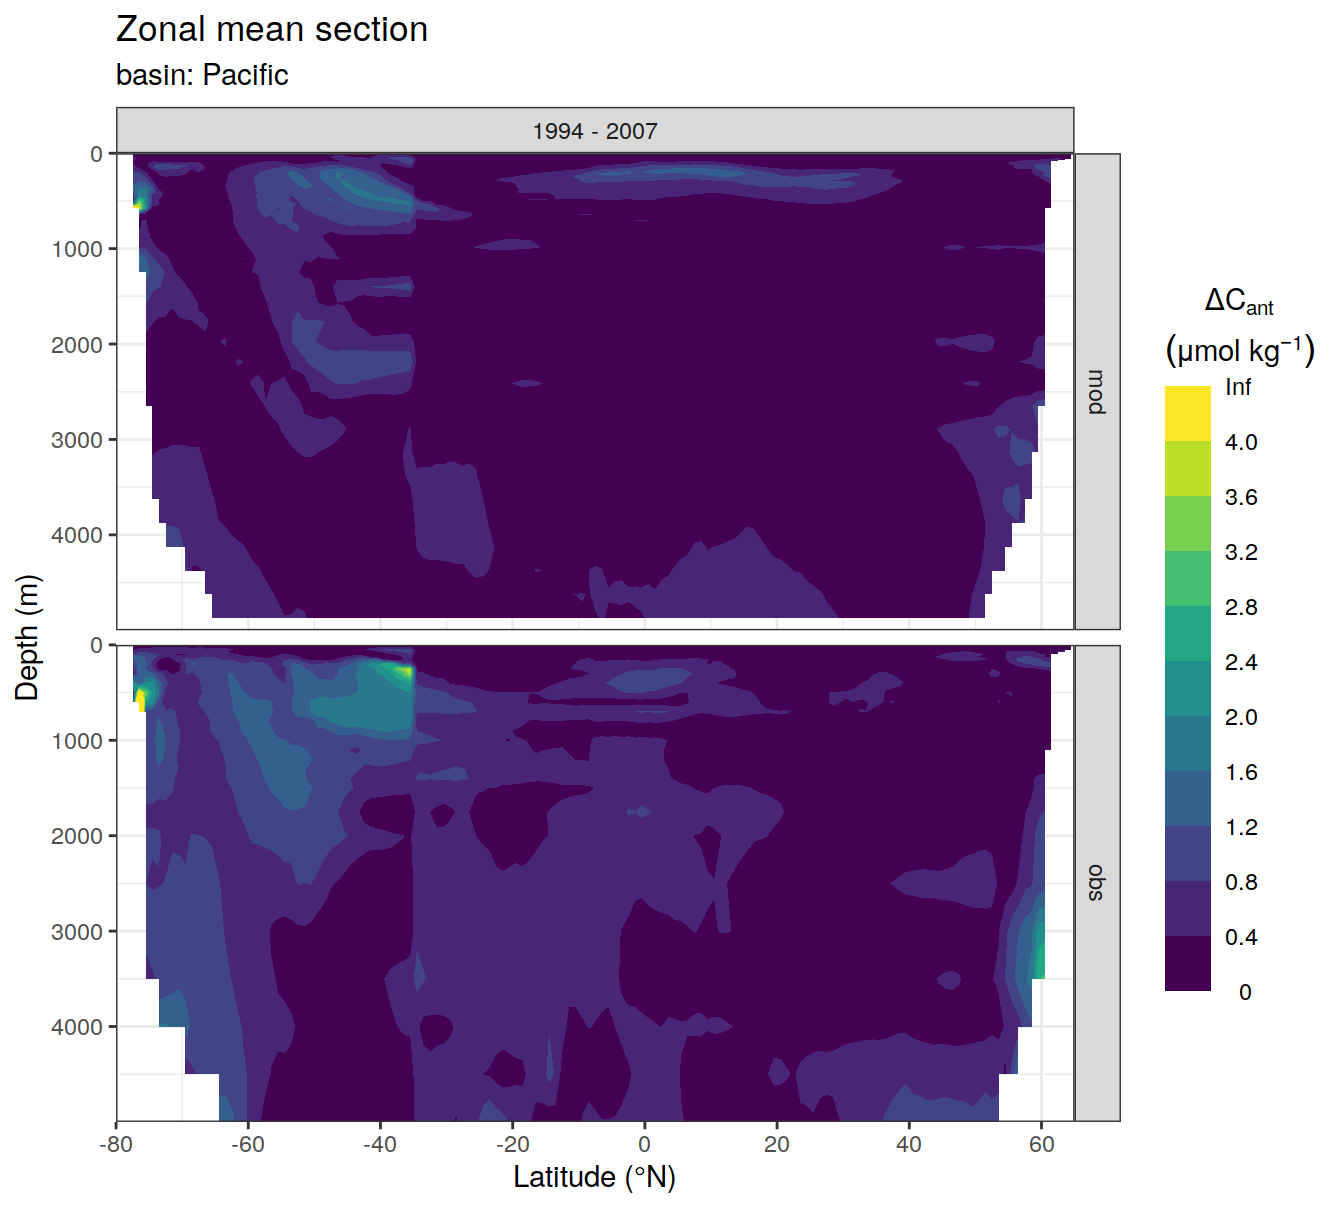 Zonal mean section
basin: Pacific
1994 - 2007
0
1000
2000
3000
4000
mod
0
1000
2000
3000
4000
obs
Depth (m)
-80 -60 -40 -20 0 20 40 60
Latitude (°N)
ΔCant
(μmol kg⁻¹)
Inf
4.0
3.6
3.2
2.8
2.4
2.0
1.6
1.2
0.8
0.4
0